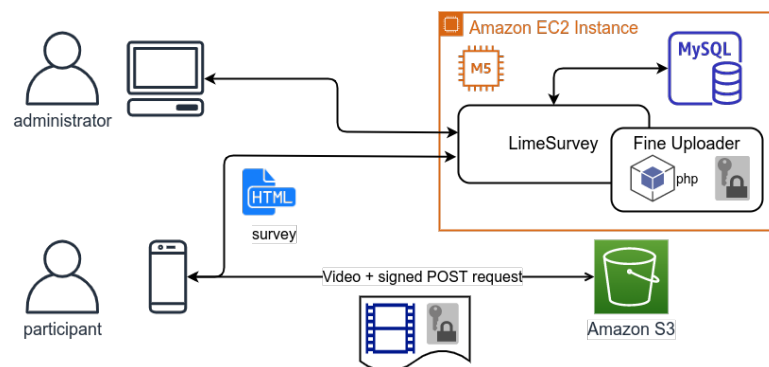 Amazon EC2 Instance
MySQL
M5
administrator
LimeSurvey
Fine Uploader
php
HTML
survey
Video + signed POST request
participant
Amazon S3